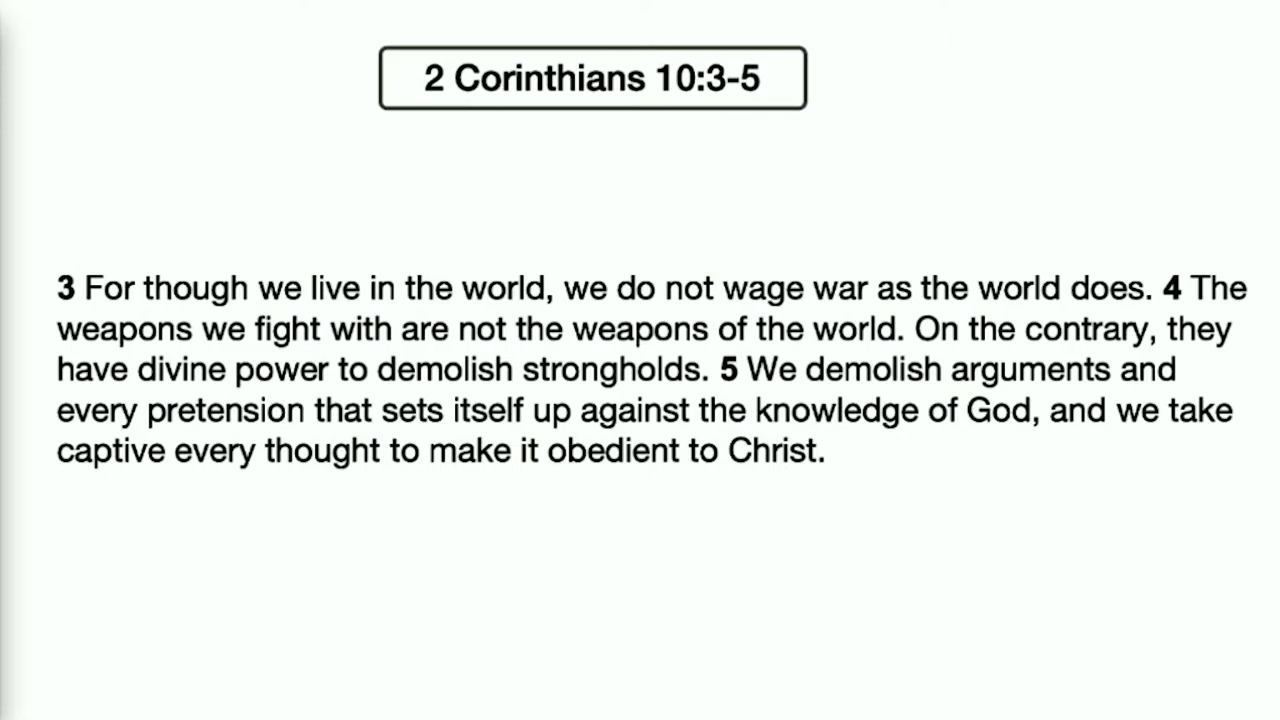 2 Corinthians 10:3-5
3 For though we live in the world, we do not wage war as the world does. 4 The
weapons we fight with are not the weapons of the world. On the contrary, they
have divine power to demolish strongholds. 5 We demolish arguments and
every pretension that sets itself up against the knowledge of God, and we take
captive every thought to make it obedient to Christ.